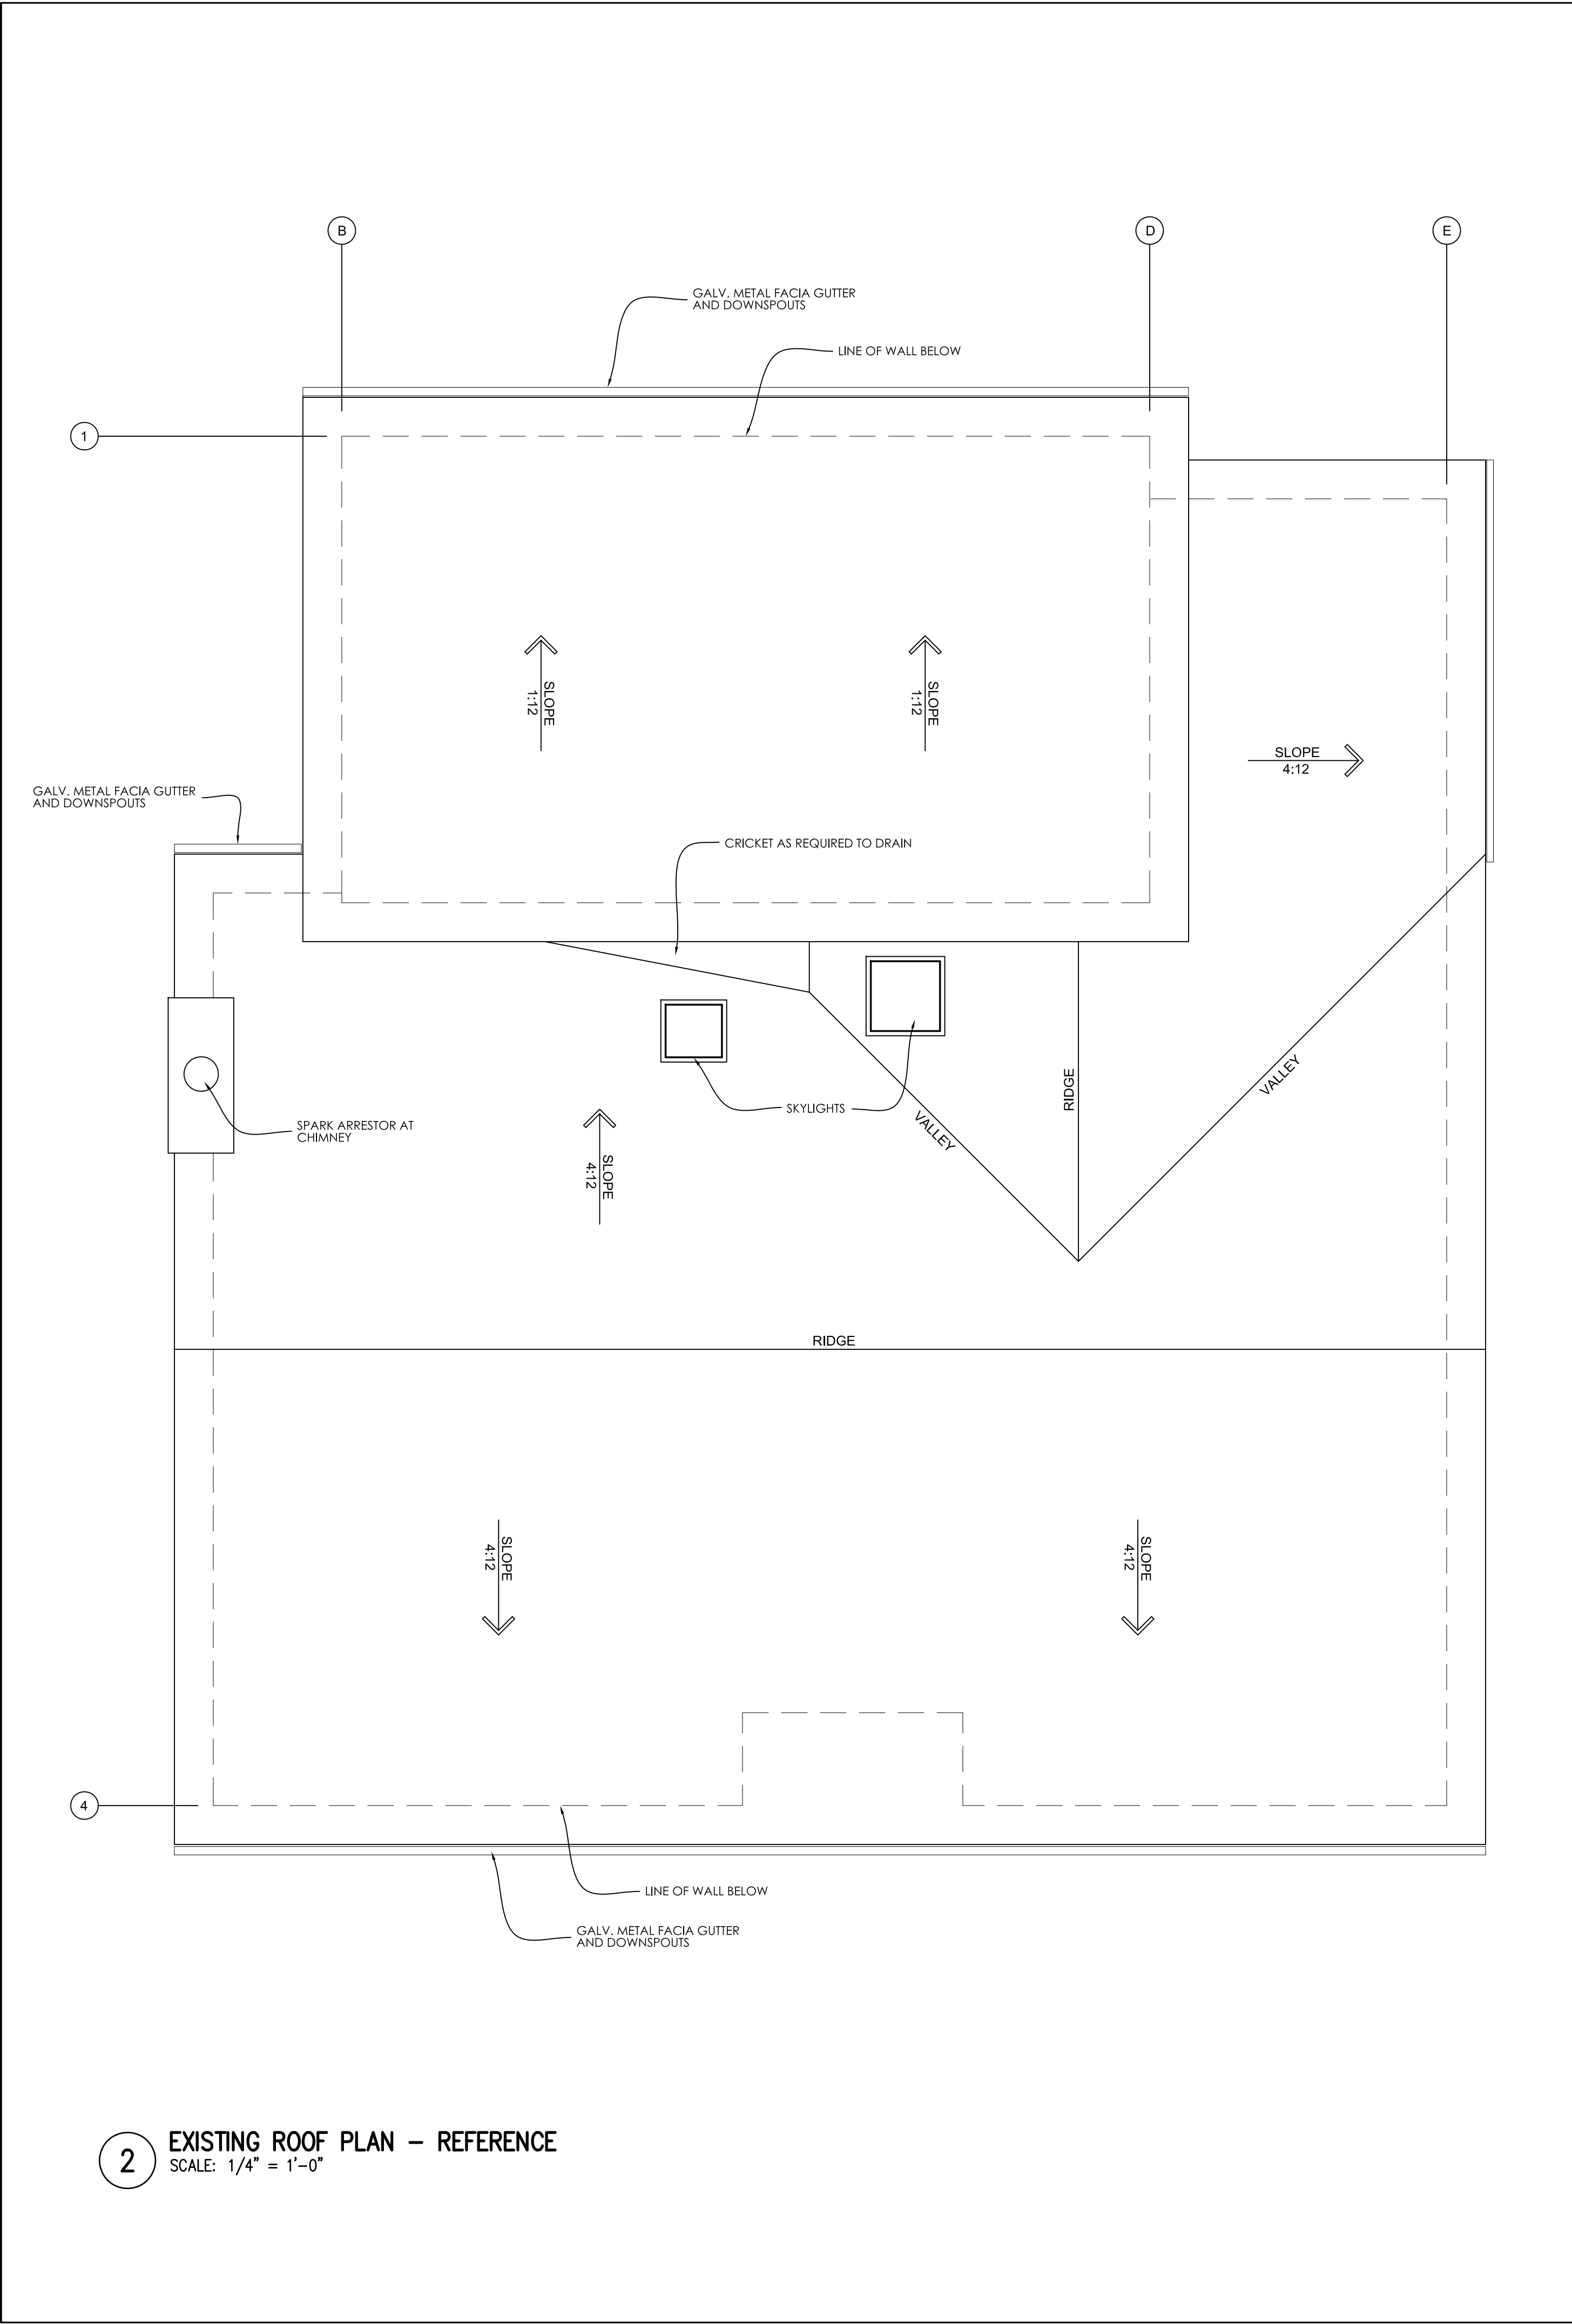 B
D
E
GALV. METAL FACIA GUTTER
AND DOWNSPOUTS
LINE OF WALL BELOW
1
SLOPE
1:12
SLOPE
1:12
SLOPE
4:12
GALV. METAL FACIA GUTTER
AND DOWNSPOUTS
CRICKET AS REQUIRED TO DRAIN
SKYLIGHTS
RIDGE
VALLEY
VALLEY
SPARK ARRESTOR AT
CHIMNEY
SLOPE
4:12
RIDGE
SLOPE
4:12
SLOPE
4:12
4
LINE OF WALL BELOW
GALV. METAL FACIA GUTTER
AND DOWNSPOUTS
2
EXISTING ROOF PLAN – REFERENCE
SCALE: 1/4" = 1'–0"